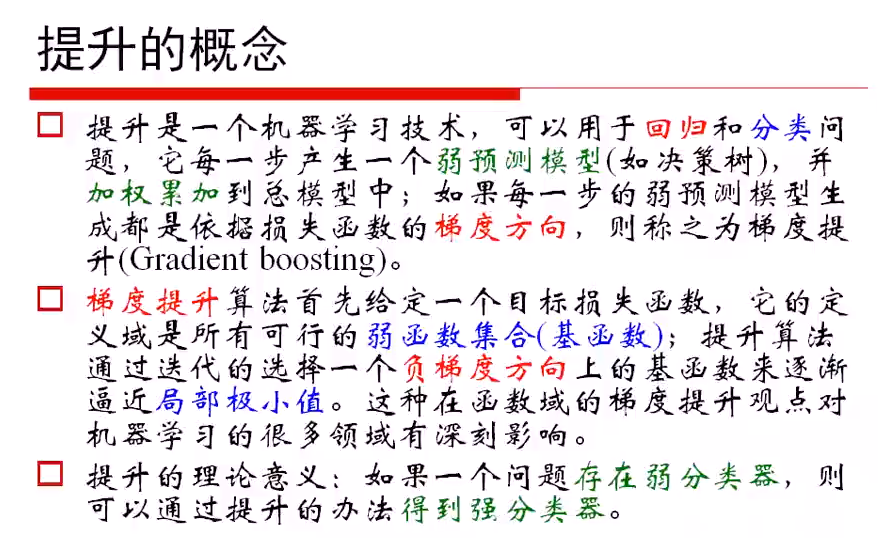 提升的概念
提升是一个机器学习技术，可以用于回归和分类问
题，它每一步产生一个弱预测模型(如决策树)，并
加权累加到总模型中；如果每一步的弱预测模型生
成都是依据损失函数的梯度方向，则称之为梯度提
升(Gradient boosting)。
梯度提升算法首先给定一个目标损失函数，它的定
义域是所有可行的弱函数集合(基函数)；提升算法
通过迭代的选择一个负梯度方向上的基函数来逐渐
逼近局部极小值。这种在函数域的梯度提升观点对
机器学习的很多领域有深刻影响。
提升的理论意义：如果一个问题存在弱分类器，则
可以通过提升的办法得到强分类器。